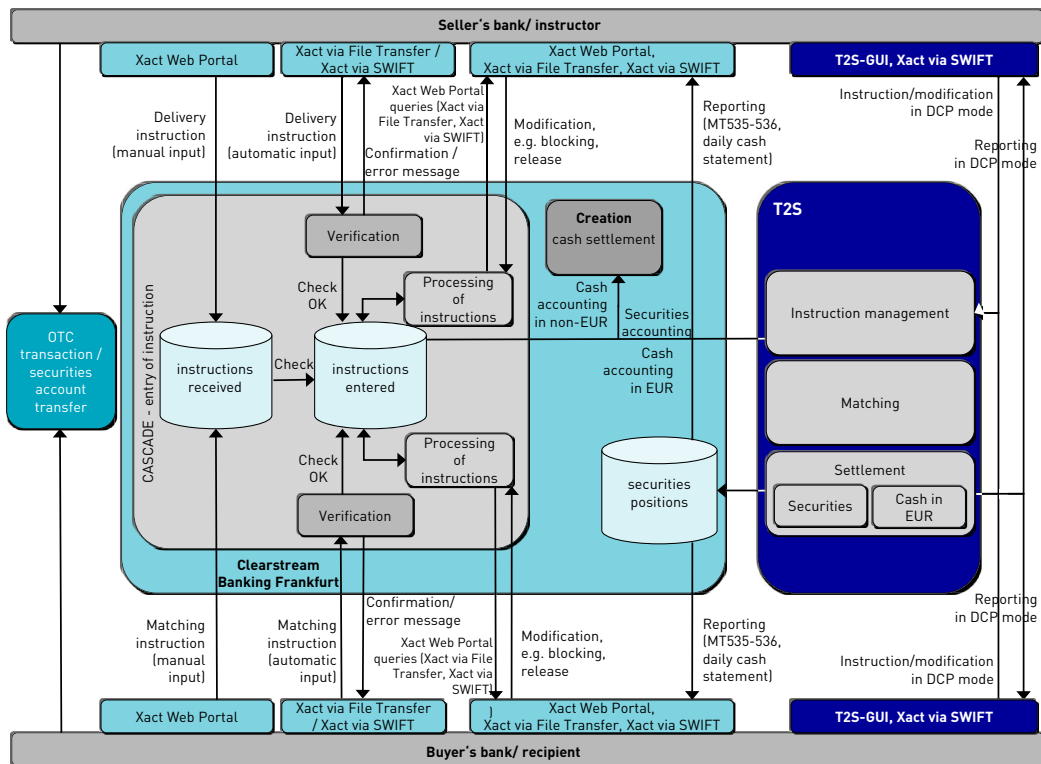 Seller's bank/ instructor
Xact Web Portal
Xact via File Transfer /
Xact via SWIFT
Xact Web Portal,
Xact via File Transfer, Xact via SWIFT
T2S-GUI, Xact via SWIFT
Delivery
instruction
(manual input)
Delivery
instruction
(automatic input)
Xact Web Portal
queries (Xact via
File Transfer, Xact
via SWIFT)
Confirmation /
error message
Modification,
e.g. blocking,
release
Reporting
(MT535-536,
daily cash
statement)
Instruction/modification
in DCP mode
Reporting
in DCP mode
OTC
transaction /
securities
account
transfer
CASCADE - entry of instruction
Verification
Check
OK
Processing
of
instructions
instructions
received
Check
instructions
entered
Processing
of
instructions
Check
OK
Verification
Clearstream
Banking Frankfurt
Creation
cash settlement
Cash
accounting
in non-EUR
Securities
accounting
Cash
accounting
in EUR
securities
positions
T2S
Instruction management
Matching
Settlement
Securities
Cash in
EUR
Matching
instruction
(manual
input)
Matching
instruction
(automatic
input)
Confirmation/
error message
Xact Web Portal
queries (Xact via File
Transfer, Xact via
SWIFT)
Modification,
e.g. blocking,
release
Reporting
(MT535-536,
daily cash
statement)
Reporting
in DCP mode
Instruction/modification
in DCP mode
Xact Web Portal
Xact via File Transfer
/ Xact via SWIFT
)
Xact Web Portal,
Xact via File Transfer, Xact via SWIFT
T2S-GUI, Xact via SWIFT
Buyer's bank/ recipient